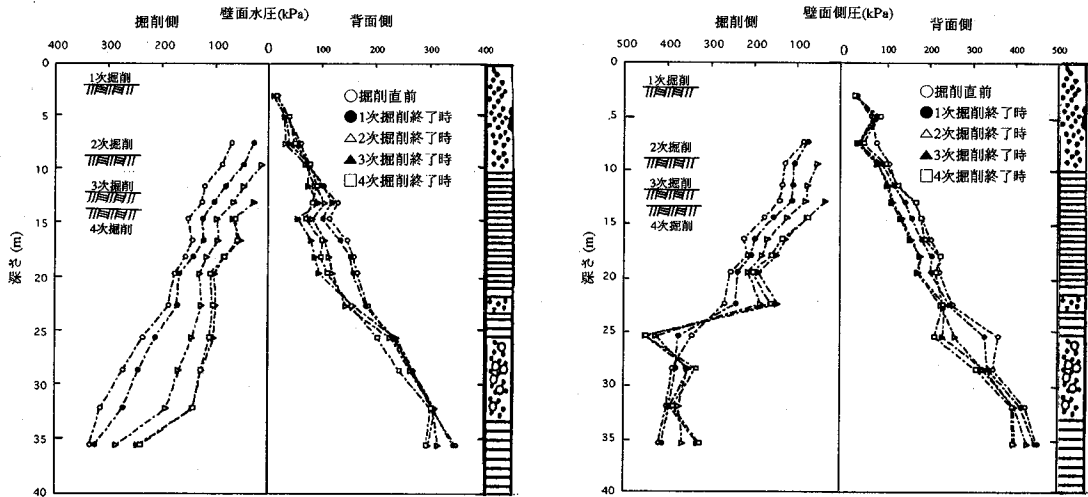 壁面水圧(kPa)
掘削側 背面側
400 300 200 100 0 100 200 300 400
0
5
10
15
20
25
30
35
40
深さ(m)
1次掘削
2次掘削
3次掘削
4次掘削
○掘削直前
●1次掘削終了時
△2次掘削終了時
▲3次掘削終了時
□4次掘削終了時
壁面側圧(kPa)
掘削側 背面側
500 400 300 200 100 0 100 200 300 400 500
0
5
10
15
20
25
30
35
40
深さ(m)
1次掘削
2次掘削
3次掘削
4次掘削
○掘削直前
●1次掘削終了時
△2次掘削終了時
▲3次掘削終了時
□4次掘削終了時